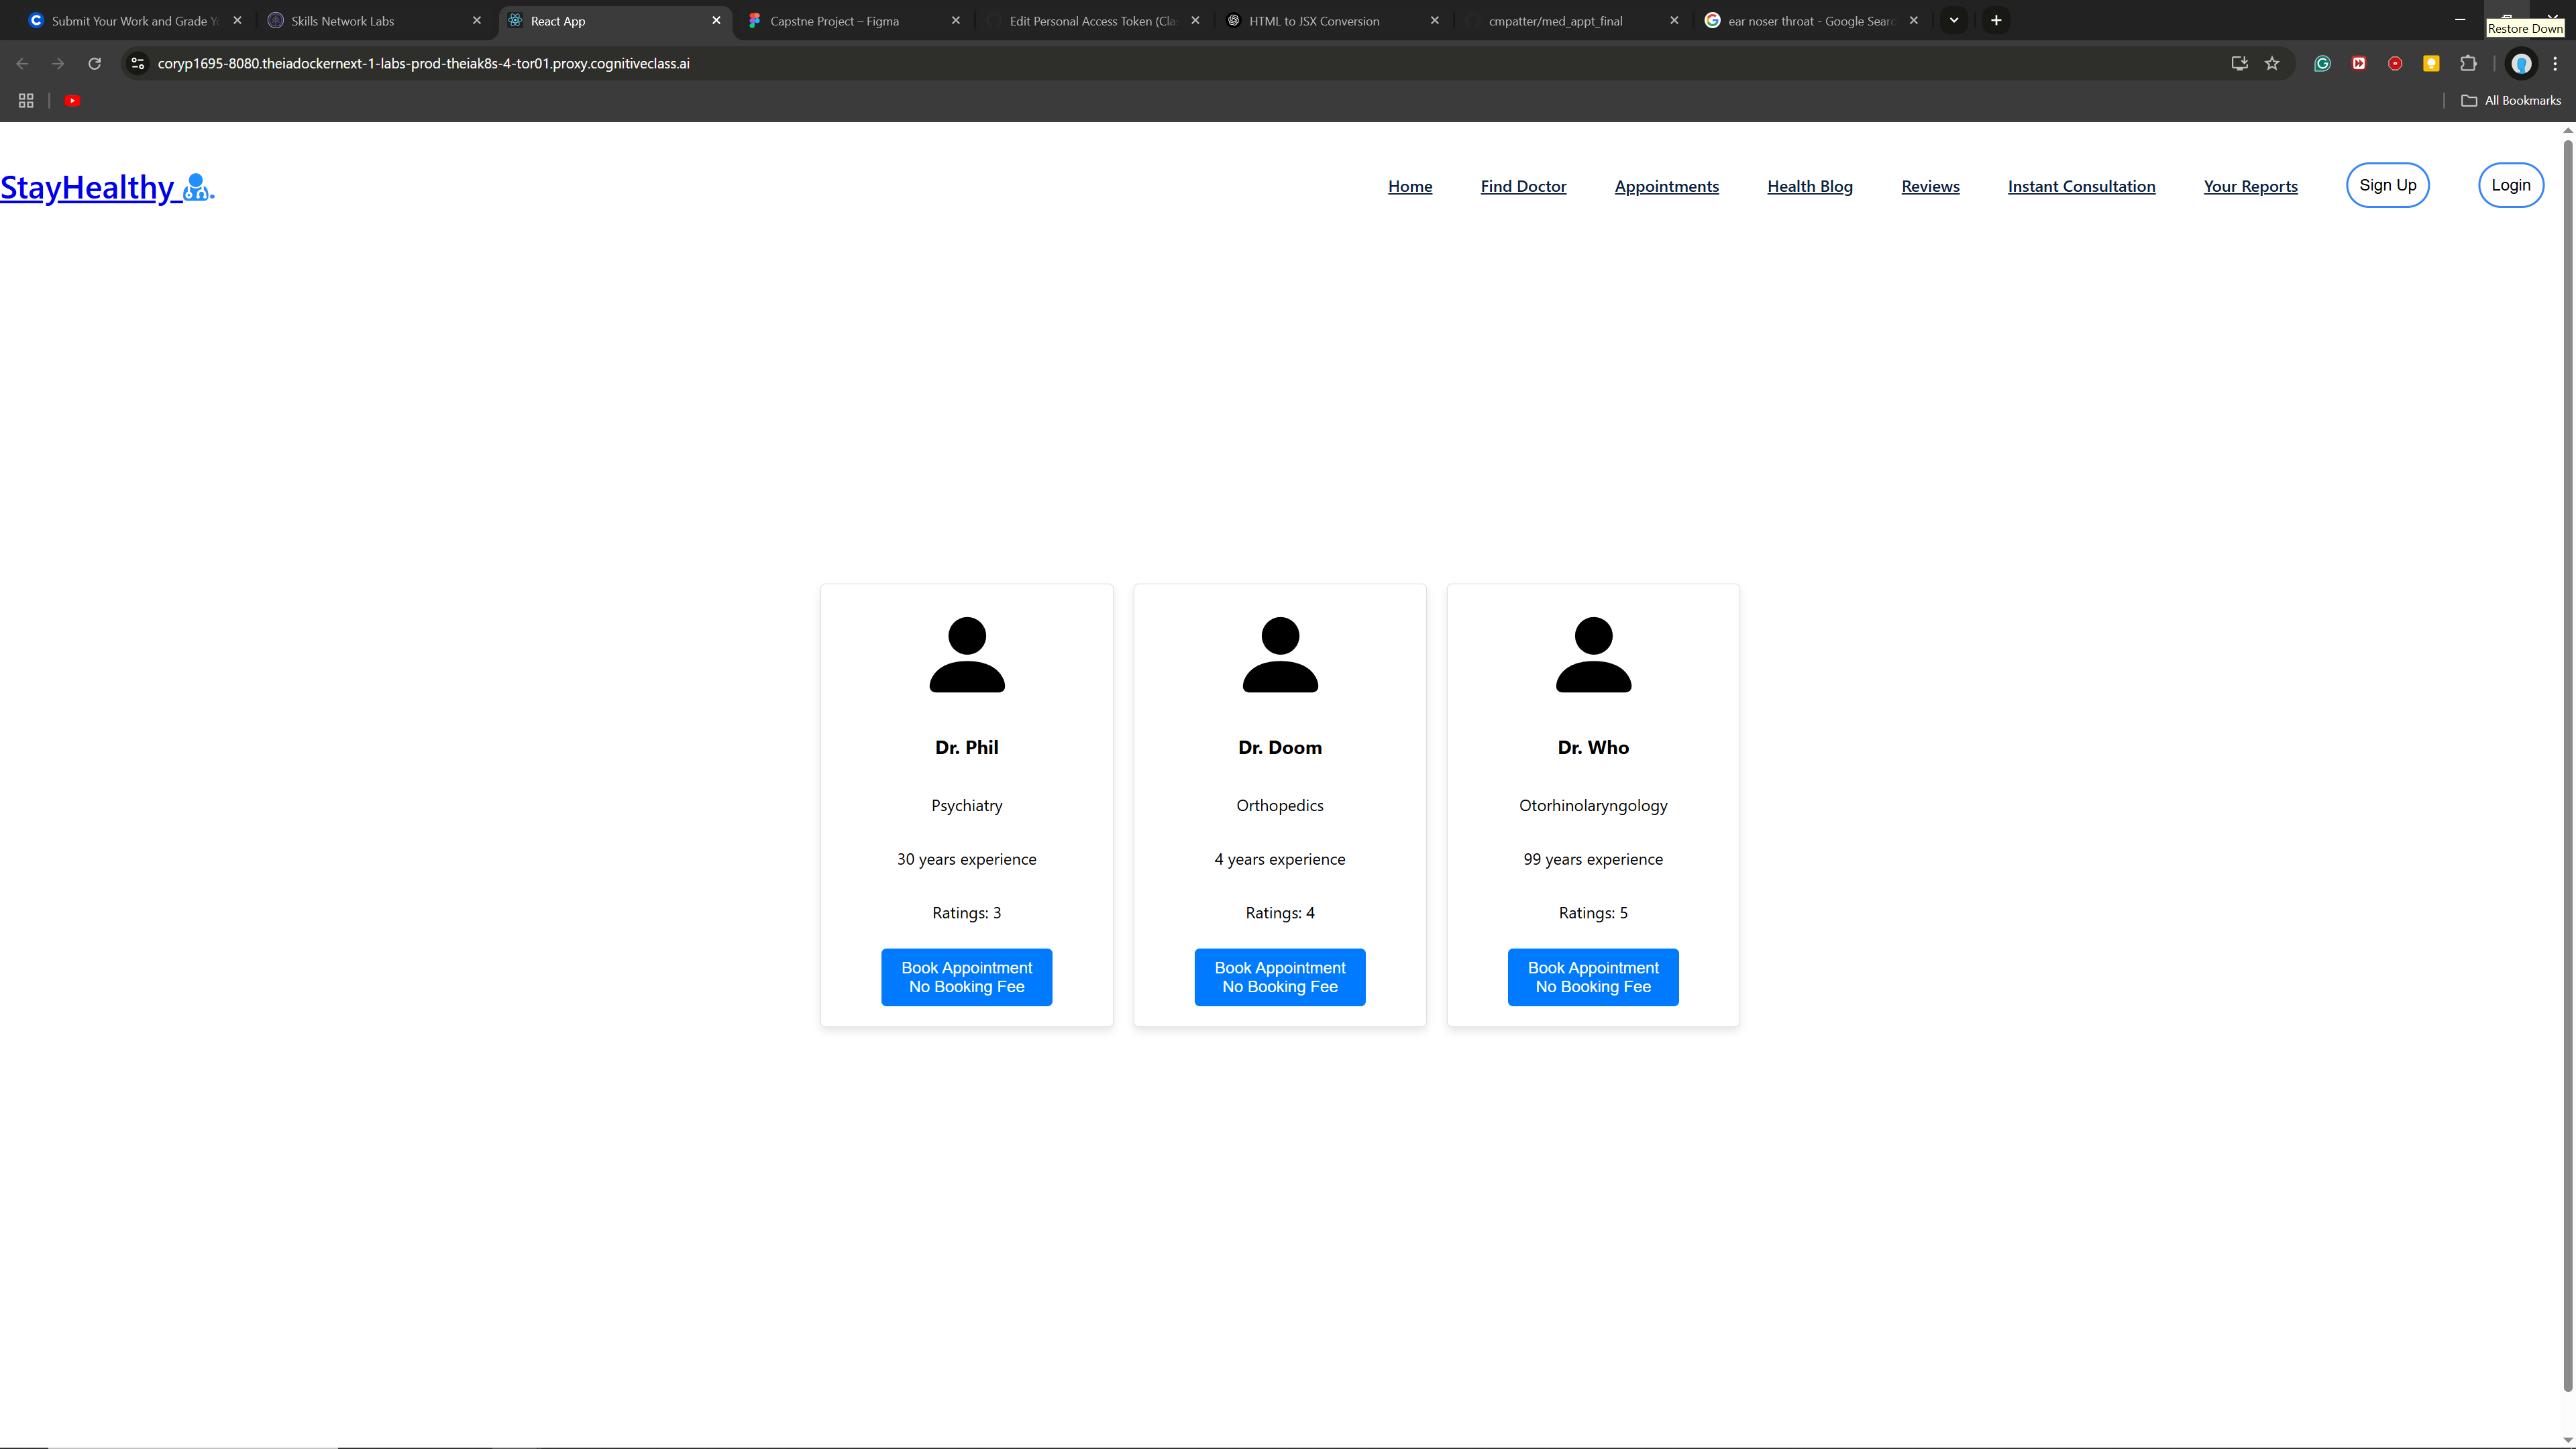 Submit Your Work and Grade Yo
Skills Network Labs
React App
Capstne Project – Figma
Edit Personal Access Token (Clas
HTML to JSX Conversion
cmpatter/med_appt_final
ear noser throat - Google Searc
Restore Down
coryp1695-8080.theiadockernext-1-labs-prod-theiak8s-4-tor01.proxy.cognitiveclass.ai
All Bookmarks
StayHealthy .
Home
Find Doctor
Appointments
Health Blog
Reviews
Instant Consultation
Your Reports
Sign Up
Login
Dr. Phil
Psychiatry
30 years experience
Ratings: 3
Book Appointment
No Booking Fee
Dr. Doom
Orthopedics
4 years experience
Ratings: 4
Book Appointment
No Booking Fee
Dr. Who
Otorhinolaryngology
99 years experience
Ratings: 5
Book Appointment
No Booking Fee